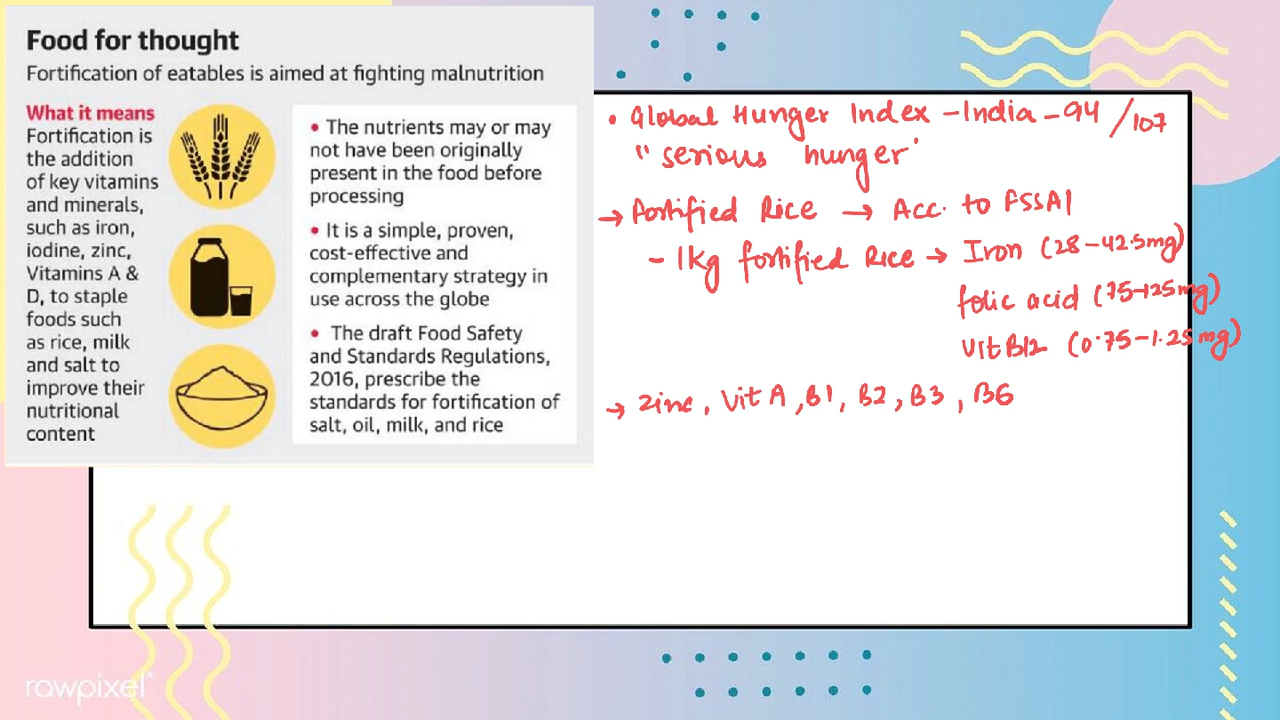 Food for thought
Fortification of eatables is aimed at fighting malnutrition
What it means
Fortification is
the addition
of key vitamins
and minerals,
such as iron,
iodine, zinc,
Vitamins A &
D, to staple
foods such
as rice, milk
and salt to
improve their
nutritional
content
• The nutrients may or may
not have been originally
present in the food before
processing
• It is a simple, proven,
cost-effective and
complementary strategy in
use across the globe
• The draft Food Safety
and Standards Regulations,
2016, prescribe the
standards for fortification of
salt, oil, milk, and rice
• Global Hunger Index - India - 94 / 107
" serious hunger'
→ Fortified Rice → Acc. to FSSAI
- 1kg fortified Rice → Iron (28-42.5mg)
folic acid (75-125mg)
Vit B12 (0.75-1.25mg)
→ Zinc, Vit A, B1, B2, B3, B6
rawpixel